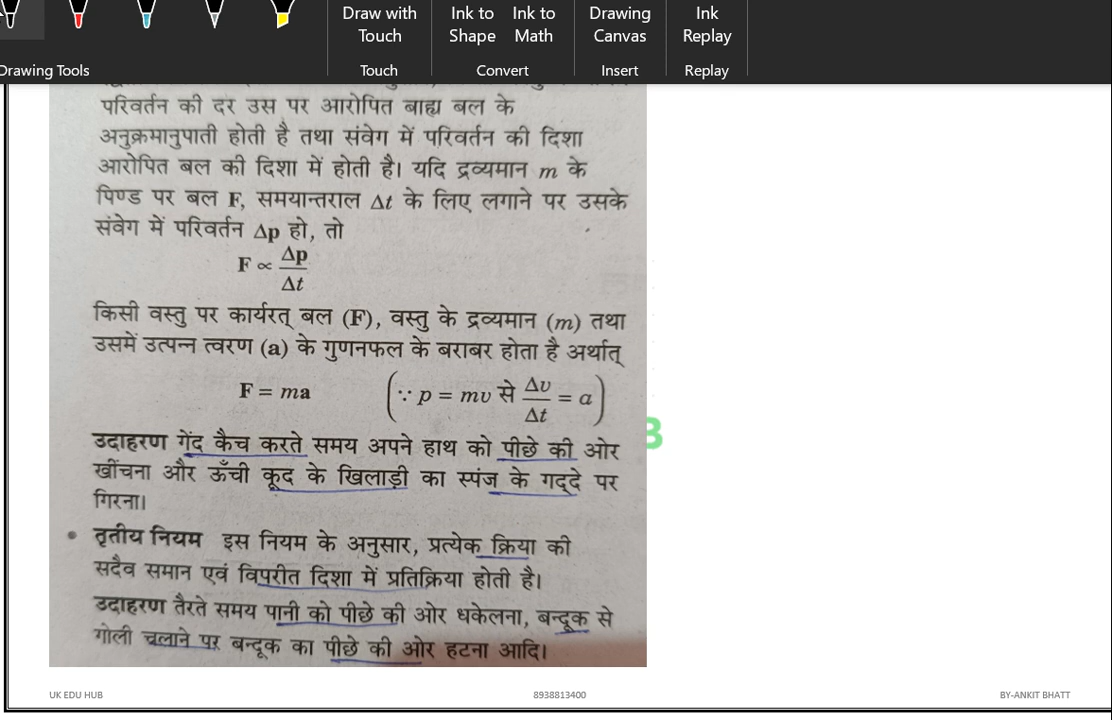 Draw with Touch
Ink to Shape
Ink to Math
Drawing Canvas
Ink Replay
Drawing Tools
Touch
Convert
Insert
Replay
परिवर्तन की दर उस पर आरोपित बाह्य बल के
अनुक्रमानुपाती होती है तथा संवेग में परिवर्तन की दिशा
आरोपित बल की दिशा में होती है। यदि द्रव्यमान m के
पिण्ड पर बल F, समयान्तराल Δt के लिए लगाने पर उसके
संवेग में परिवर्तन Δp हो, तो
F ∝ Δp/Δt
किसी वस्तु पर कार्यरत् बल (F), वस्तु के द्रव्यमान (m) तथा
उसमें उत्पन्न त्वरण (a) के गुणनफल के बराबर होता है अर्थात्
F = ma (∵ p = mv से Δv/Δt = a)
उदाहरण गेंद कैच करते समय अपने हाथ को पीछे की ओर
खींचना और ऊँची कूद के खिलाड़ी का स्पंज के गद्दे पर
गिरना।
• तृतीय नियम इस नियम के अनुसार, प्रत्येक क्रिया की
सदैव समान एवं विपरीत दिशा में प्रतिक्रिया होती है।
उदाहरण तैरते समय पानी को पीछे की ओर धकेलना, बन्दूक से
गोली चलाने पर बन्दूक का पीछे की ओर हटना आदि।
UK EDU HUB
8938813400
BY-ANKIT BHATT